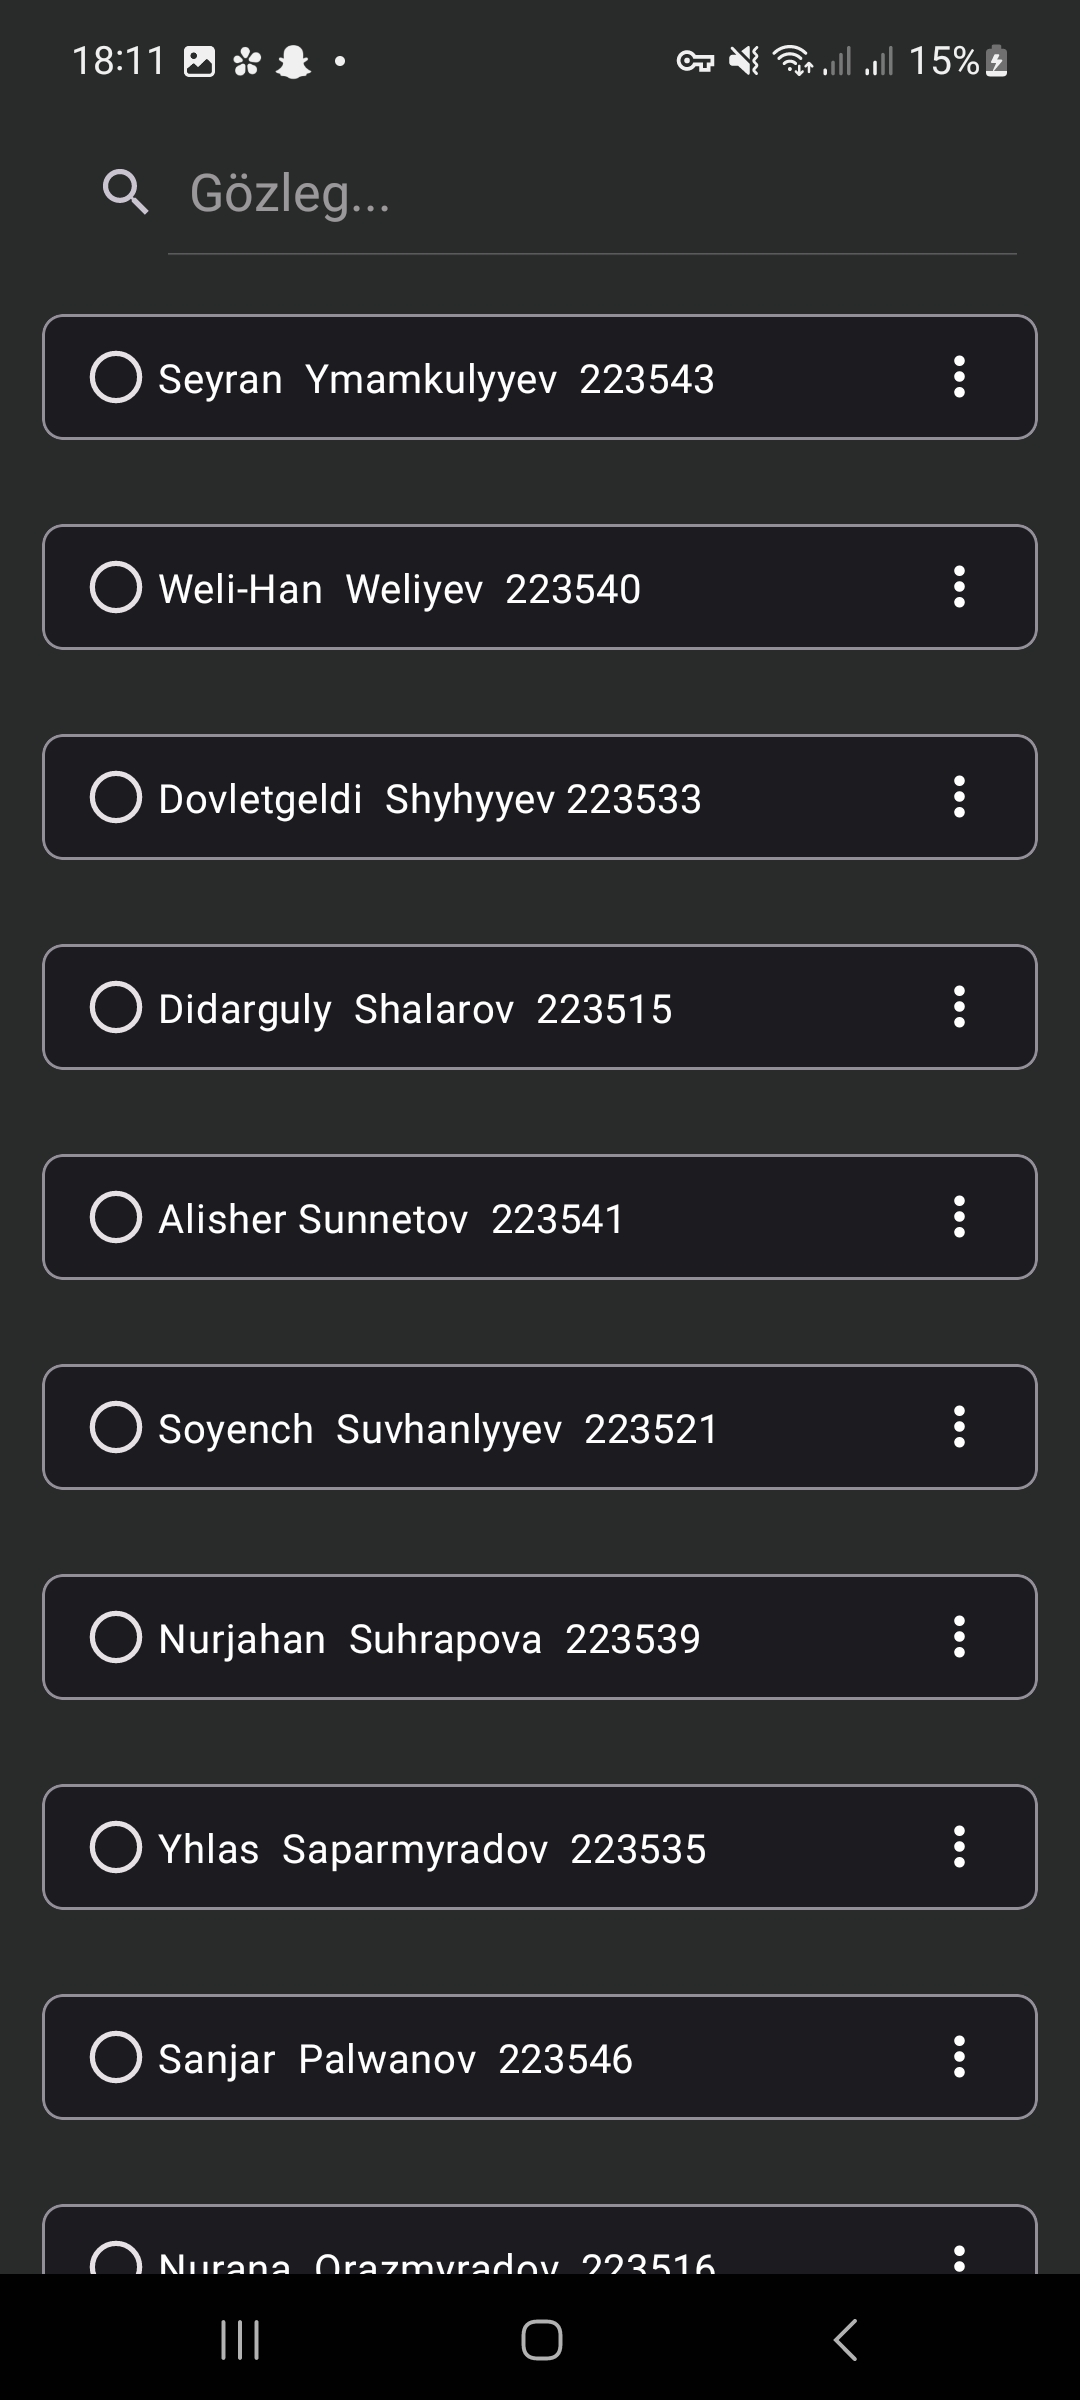 18:11 15%
Gözleg...
Seyran Ymamkulyyev 223543
Weli-Han Weliyev 223540
Dovletgeldi Shyhyyev 223533
Didarguly Shalarov 223515
Alisher Sunnetov 223541
Soyench Suvhanlyyev 223521
Nurjahan Suhrapova 223539
Yhlas Saparmyradov 223535
Sanjar Palwanov 223546
Nurana Orazmyradov 223516